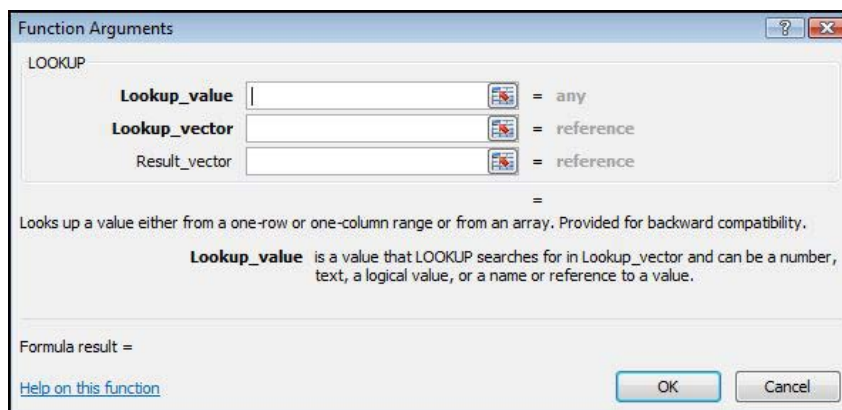 Function Arguments
LOOKUP
Lookup_value = any
Lookup_vector = reference
Result_vector = reference
=
Looks up a value either from a one-row or one-column range or from an array. Provided for backward compatibility.
Lookup_value is a value that LOOKUP searches for in Lookup_vector and can be a number,
text, a logical value, or a name or reference to a value.
Formula result =
Help on this function OK Cancel